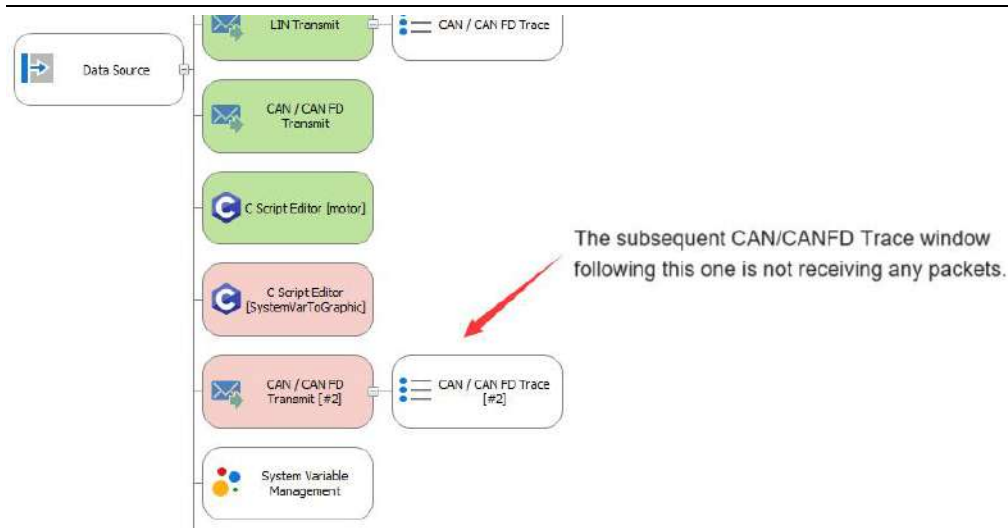 LIN Transmit
CAN / CAN FD Trace
Data Source
CAN / CAN FD
Transmit
C Script Editor [motor]
The subsequent CAN/CANFD Trace window
following this one is not receiving any packets.
C Script Editor
[SystemVarToGraphic]
CAN / CAN FD
Transmit [#2]
CAN / CAN FD Trace
[#2]
System Variable
Management